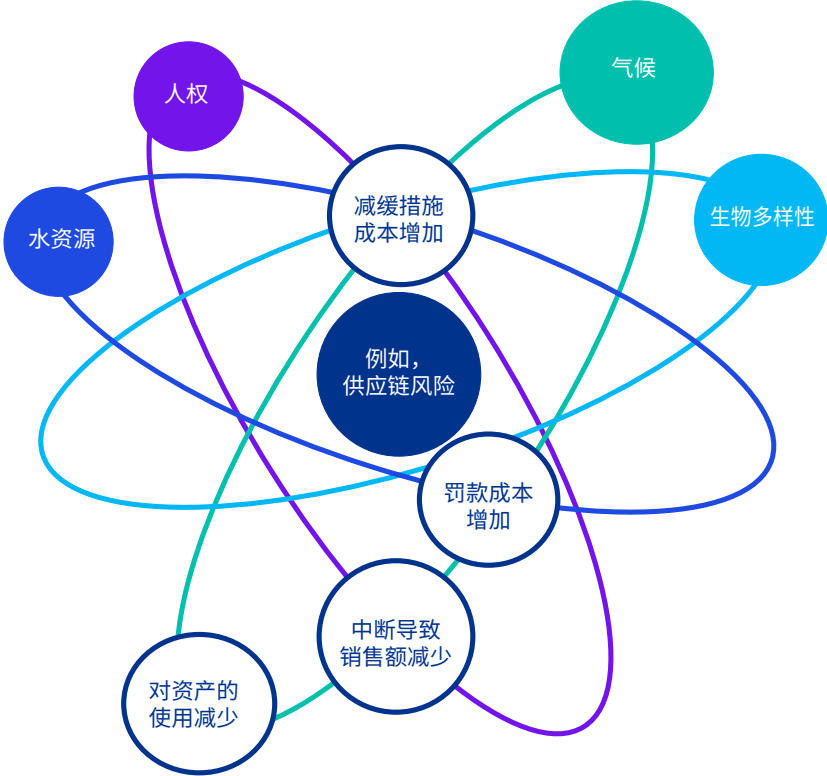 气候
人权
生物多样性
水资源
减缓措施
成本增加
例如，
供应链风险
罚款成本
增加
中断导致
销售额减少
对资产的
使用减少